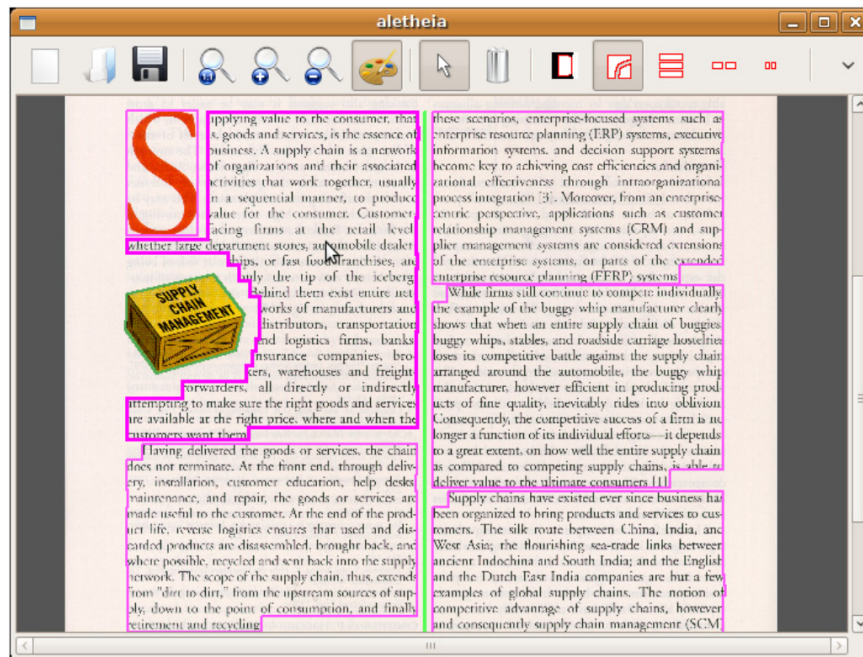 aletheia
S
upplying value to the consumer, that
s, goods and services, is the essence of
business. A supply chain is a network
of organizations and their associated
activities that work together, usually
in a sequential manner, to produce
value for the consumer. Customer-
facing firms at the retail level
whether large department stores, automobile dealer
hips, or fast food franchises, are
only the tip of the iceberg
Behind them exist entire net-
works of manufacturers and
distributors, transportation
and logistics firms, banks,
insurance companies, bro-
kers, warehouses and freight-
forwarders, all directly or indirectly
attempting to make sure the right goods and services
are available at the right price, where and when the
customers want them
SUPPLY
CHAIN
MANAGEMENT
Having delivered the goods or services, the chain
does not terminate. At the front end, through deliv-
ery, installation, customer education, help desks
maintenance, and repair, the goods or services are
made useful to the customer. At the end of the prod-
uct life, reverse logistics ensures that used and dis-
carded products are disassembled, brought back, and
where possible, recycled and sent back into the supply
network. The scope of the supply chain, thus, extends
from "dirt to dirt," from the upstream sources of sup-
ply, down to the point of consumption, and finally
retirement and recycling
these scenarios, enterprise-focused systems such as
enterprise resource planning (ERP) systems, executive
information systems, and decision support systems
become key to achieving cost efficiencies and organi-
zational effectiveness through intraorganizational
process integration [3]. Moreover, from an enterprise-
centric perspective, applications such as customer
relationship management systems (CRM) and sup-
plier management systems are considered extensions
of the enterprise systems, or parts of the extended
enterprise resource planning (EERP) systems
While firms still continue to compete individually,
the example of the buggy whip manufacturer clearly
shows that when an entire supply chain of buggies,
buggy whips, stables, and roadside carriage hostelries
loses its competitive battle against the supply chain
arranged around the automobile, the buggy whip
manufacturer, however efficient in producing prod-
ucts of fine quality, inevitably rides into oblivion
Consequently, the competitive success of a firm is no
longer a function of its individual efforts—it depends,
to a great extent, on how well the entire supply chain
as compared to competing supply chains, is able to
deliver value to the ultimate consumers [1]
Supply chains have existed ever since business has
been organized to bring products and services to cus-
tomers. The silk route between China, India, and
West Asia; the flourishing sea-trade links between
ancient Indochina and South India; and the English
and the Dutch East India companies are but a few
examples of global supply chains. The notion of
competitive advantage of supply chains, however
and consequently supply chain management (SCM)